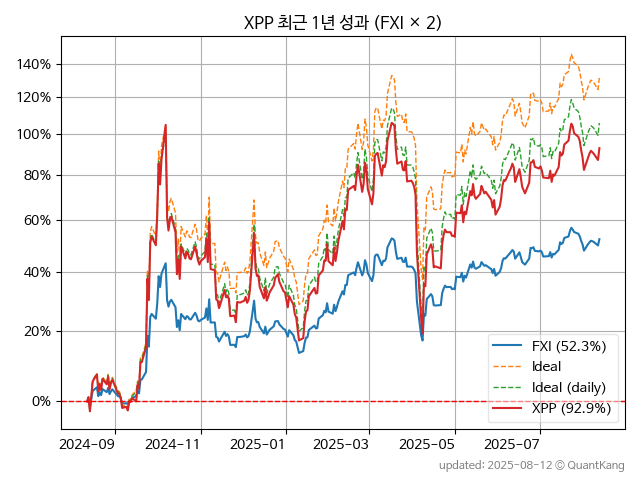 XPP 최근 1년 성과 (FXI × 2)
140%
120%
100%
80%
60%
40%
20%
0%
2024-09
2024-11
2025-01
2025-03
2025-05
2025-07
FXI (52.3%)
Ideal
Ideal (daily)
XPP (92.9%)
updated: 2025-08-12 © QuantKang